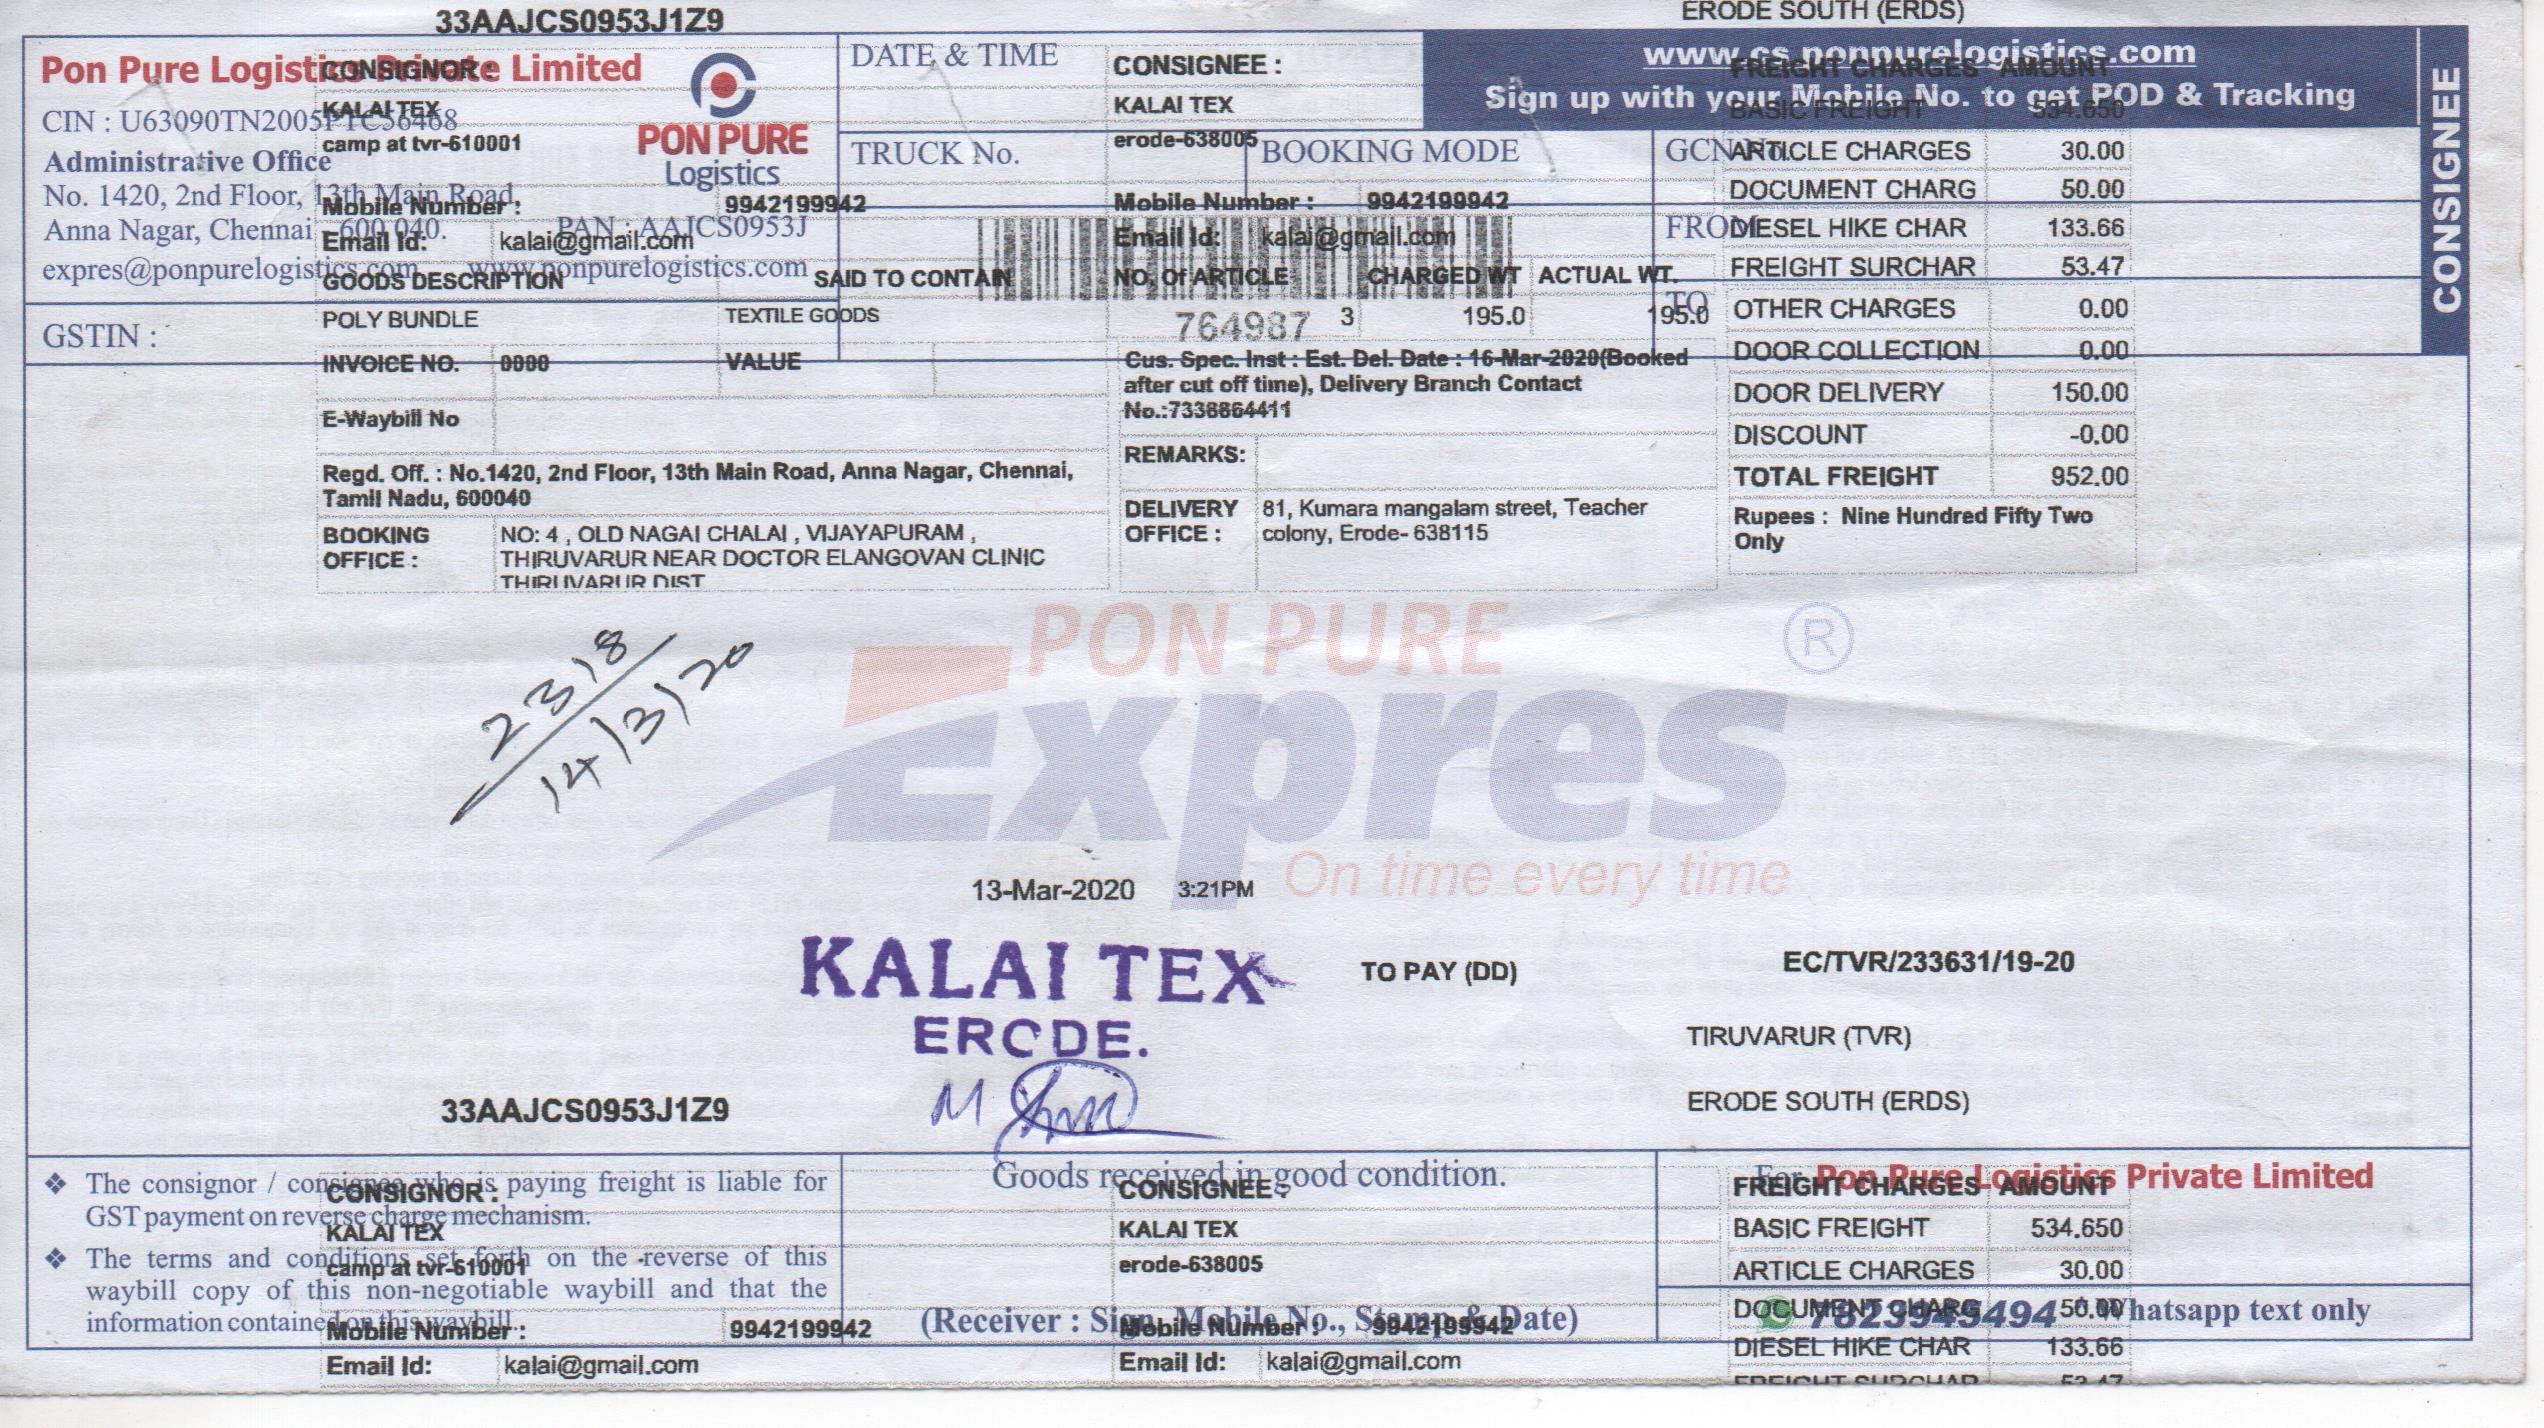 33AAJCS0953J1Z9
ERODE SOUTH (ERDS)
Pon Pure Logistics Private Limited
CIN : U63090TN2005PTC56468
Administrative Office
No. 1420, 2nd Floor, 13th Main Road,
Anna Nagar, Chennai - 600 040. PAN : AAJCS0953J
expres@ponpurelogistics.com www.ponpurelogistics.com
GSTIN :
PON PURE
Logistics
DATE & TIME
TRUCK No.
BOOKING MODE
GCN No.
FROM
TO
www.cs.ponpurelogistics.com
Sign up with your Mobile No. to get POD & Tracking
CONSIGNEE
764987
CONSIGNOR :
KALAI TEX
camp at tvr-610001
Mobile Number : 9942199942
Email Id: kalai@gmail.com
CONSIGNEE :
KALAI TEX
erode-638005
Mobile Number : 9942199942
Email Id: kalai@gmail.com
GOODS DESCRIPTION SAID TO CONTAIN NO, Of ARTICLE CHARGED WT ACTUAL WT.
POLY BUNDLE TEXTILE GOODS 3 195.0 195.0
INVOICE NO. 0000 VALUE
E-Waybill No
Cus. Spec. Inst : Est. Del. Date : 16-Mar-2020(Booked
after cut off time), Delivery Branch Contact
No.:7338864411
REMARKS:
Regd. Off. : No.1420, 2nd Floor, 13th Main Road, Anna Nagar, Chennai,
Tamil Nadu, 600040
BOOKING OFFICE : NO: 4 , OLD NAGAI CHALAI , VIJAYAPURAM ,
THIRUVARUR NEAR DOCTOR ELANGOVAN CLINIC
THIRUVARUR DIST
DELIVERY OFFICE : 81, Kumara mangalam street, Teacher
colony, Erode- 638115
FREIGHT CHARGES AMOUNT
BASIC FREIGHT 534.650
ARTICLE CHARGES 30.00
DOCUMENT CHARG 50.00
DIESEL HIKE CHAR 133.66
FREIGHT SURCHAR 53.47
OTHER CHARGES 0.00
DOOR COLLECTION 0.00
DOOR DELIVERY 150.00
DISCOUNT -0.00
TOTAL FREIGHT 952.00
Rupees : Nine Hundred Fifty Two
Only
2318
14/3/20
PON PURE
Expres ®
On time every time
13-Mar-2020 3:21PM
KALAI TEX
ERODE.
TO PAY (DD)
EC/TVR/233631/19-20
TIRUVARUR (TVR)
ERODE SOUTH (ERDS)
33AAJCS0953J1Z9
❖ The consignor / consignee who is paying freight is liable for
GST payment on reverse charge mechanism.
❖ The terms and conditions set forth on the reverse of this
waybill copy of this non-negotiable waybill and that the
information contained on this waybill.
Goods received in good condition.
(Receiver : Sign, Mobile No., Stamp & Date)
For Pon Pure Logistics Private Limited
7823945494 Whatsapp text only
CONSIGNOR :
KALAI TEX
camp at tvr-610001
Mobile Number : 9942199942
Email Id: kalai@gmail.com
CONSIGNEE :
KALAI TEX
erode-638005
Mobile Number : 9942199942
Email Id: kalai@gmail.com
FREIGHT CHARGES AMOUNT
BASIC FREIGHT 534.650
ARTICLE CHARGES 30.00
DOCUMENT CHARG 50.00
DIESEL HIKE CHAR 133.66
FREIGHT SURCHAR 53.47